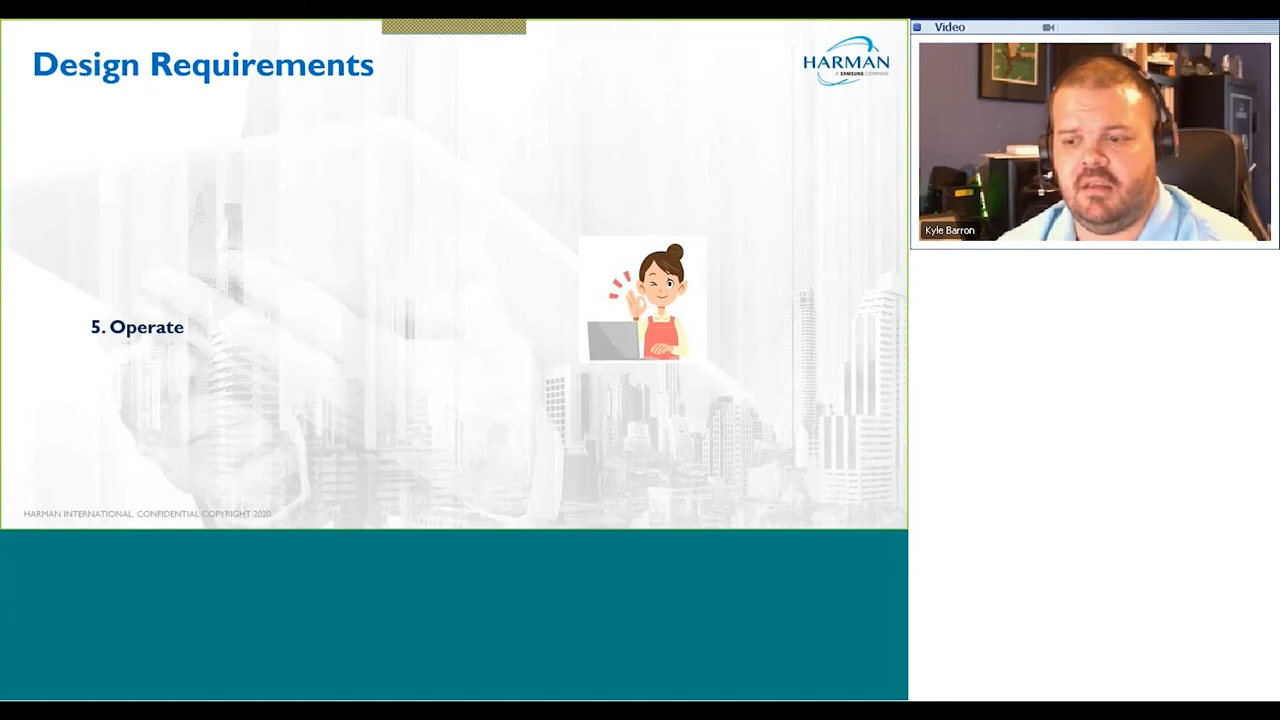 Design Requirements
HARMAN
A SAMSUNG COMPANY
5. Operate
HARMAN INTERNATIONAL. CONFIDENTIAL COPYRIGHT 2020
Video
Kyle Barron